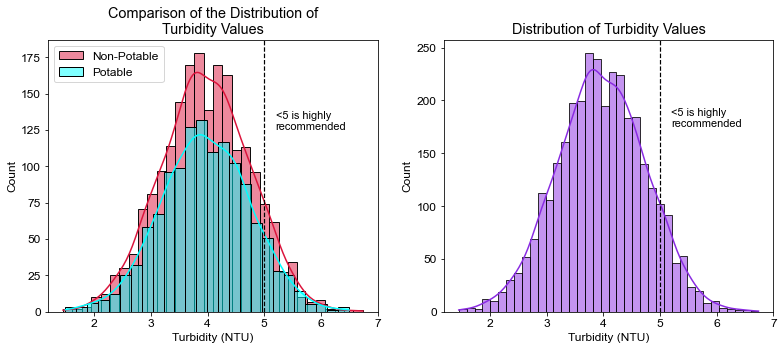 Comparison of the Distribution of
Turbidity Values
Non-Potable
Potable
<5 is highly
recommended
Count
175
150
125
100
75
50
25
0
2
3
4
5
6
7
Turbidity (NTU)
Distribution of Turbidity Values
<5 is highly
recommended
Count
250
200
150
100
50
0
2
3
4
5
6
7
Turbidity (NTU)